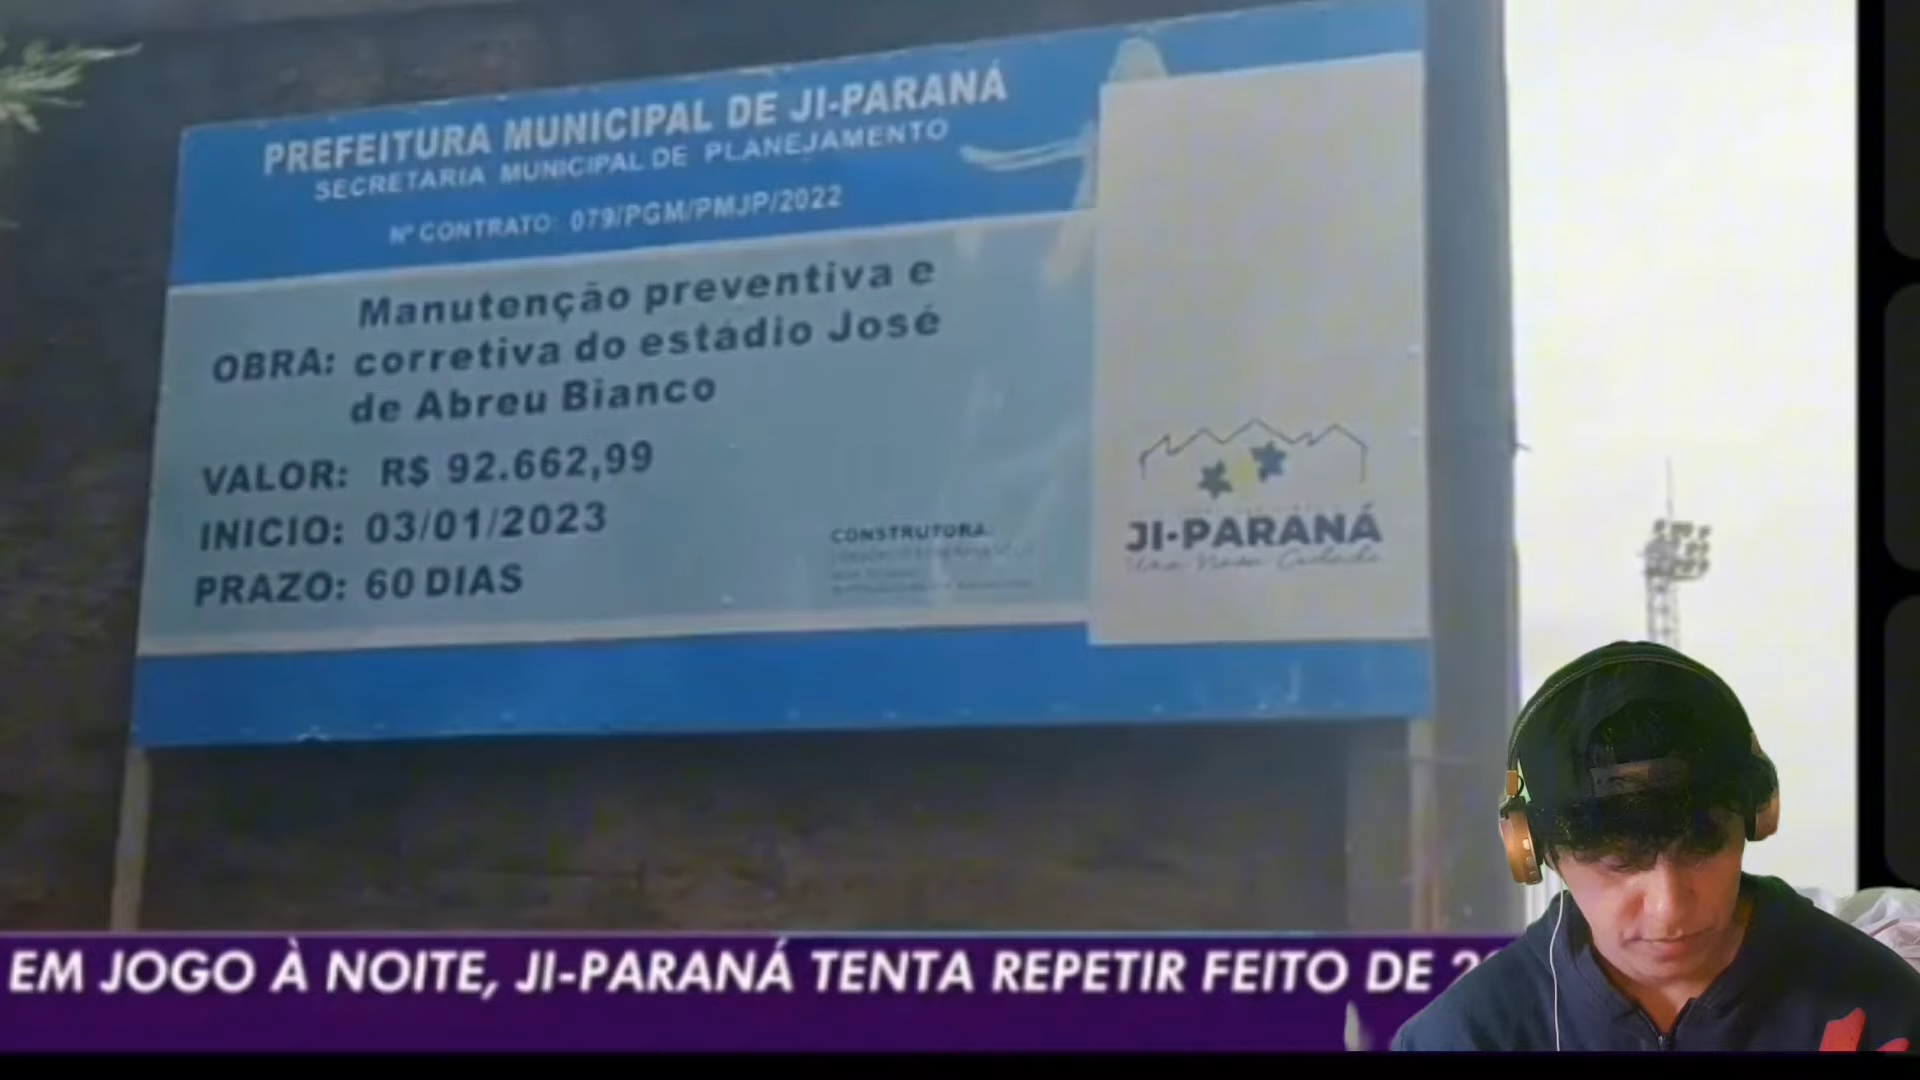 PREFEITURA MUNICIPAL DE JI-PARANÁ
SECRETARIA MUNICIPAL DE PLANEJAMENTO
Nº CONTRATO: 079/PGM/PMJP/2022
Manutenção preventiva e
OBRA: corretiva do estádio José
de Abreu Bianco
VALOR: R$ 92.662,99
INICIO: 03/01/2023
PRAZO: 60 DIAS
CONSTRUTORA:
JI-PARANÁ
EM JOGO À NOITE, JI-PARANÁ TENTA REPETIR FEITO DE